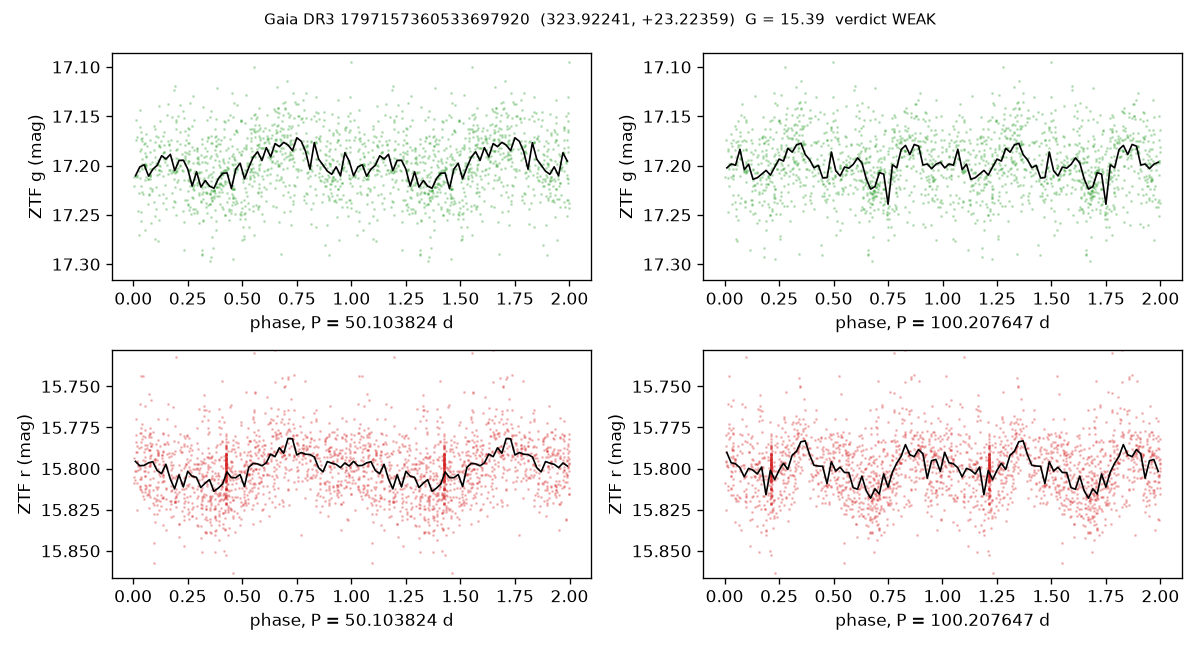 Gaia DR3 1797157360533697920  (323.92241, +23.22359)  G = 15.39  verdict WEAK
ZTF g (mag)
17.10
17.15
17.20
17.25
17.30
0.00 0.25 0.50 0.75 1.00 1.25 1.50 1.75 2.00
phase, P = 50.103824 d
ZTF g (mag)
17.10
17.15
17.20
17.25
17.30
0.00 0.25 0.50 0.75 1.00 1.25 1.50 1.75 2.00
phase, P = 100.207647 d
ZTF r (mag)
15.750
15.775
15.800
15.825
15.850
0.00 0.25 0.50 0.75 1.00 1.25 1.50 1.75 2.00
phase, P = 50.103824 d
ZTF r (mag)
15.750
15.775
15.800
15.825
15.850
0.00 0.25 0.50 0.75 1.00 1.25 1.50 1.75 2.00
phase, P = 100.207647 d